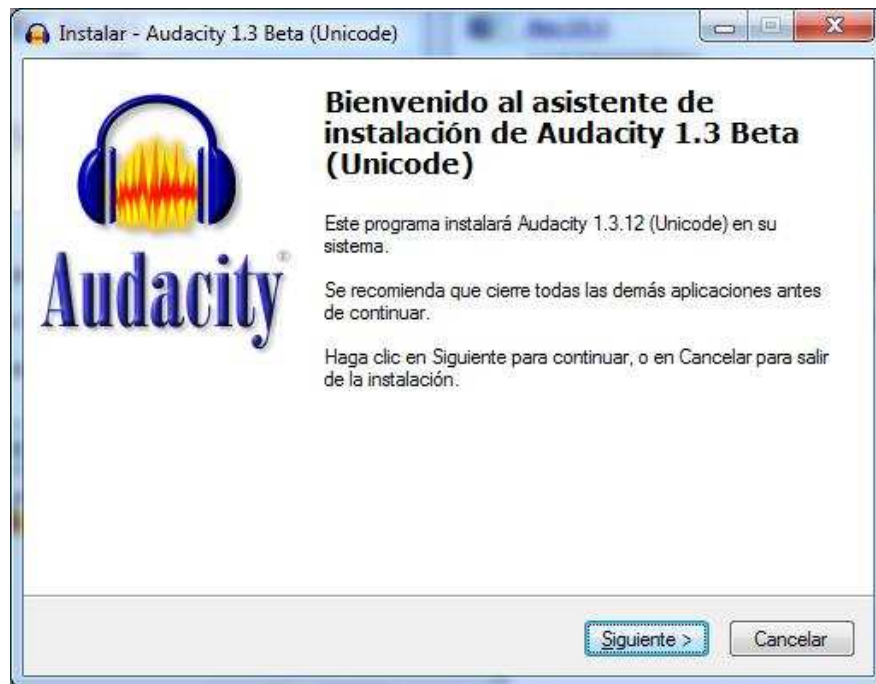 Instalar - Audacity 1.3 Beta (Unicode)
Bienvenido al asistente de
instalación de Audacity 1.3 Beta
(Unicode)
Este programa instalará Audacity 1.3.12 (Unicode) en su
sistema.
Se recomienda que cierre todas las demás aplicaciones antes
de continuar.
Haga clic en Siguiente para continuar, o en Cancelar para salir
de la instalación.
Audacity®
Siguiente >
Cancelar